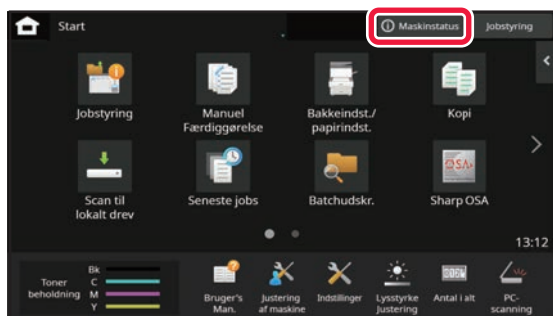 Start
Maskinstatus
Jobstyring
Jobstyring
Manuel
Færdiggørelse
Bakkeindst./
papirindst.
Kopi
Scan til
lokalt drev
Seneste jobs
Batchudskr.
OSA
Sharp OSA
13:12
Toner
beholdning
Bk
C
M
Y
Bruger's
Man.
Justering
af maskine
Indstillinger
Lysstyrke
Justering
Antal i alt
PC-
scanning